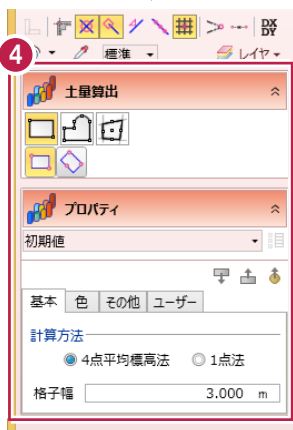 DX
DY
標準
レイヤ
4
土量算出
プロパティ
初期値
基本 色 その他 ユーザー
計算方法
4点平均標高法 1点法
格子幅 3.000 m